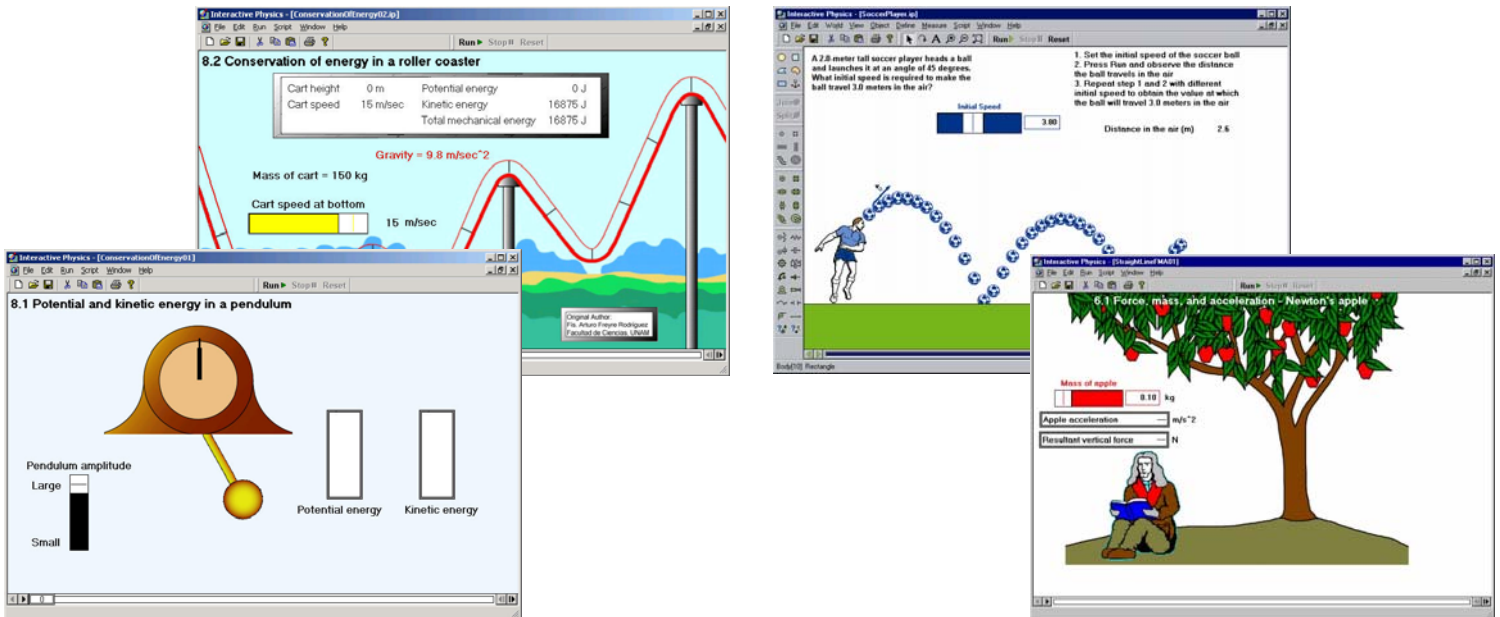 Interactive Physics - [ConservationOfEnergy02.ip]
File Edit Run Script Window Help
Run Stop Reset
8.2 Conservation of energy in a roller coaster
Cart height 0 m Potential energy 0 J
Cart speed 15 m/sec Kinetic energy 16875 J
Total mechanical energy 16875 J
Gravity = 9.8 m/sec^2
Mass of cart = 150 kg
Cart speed at bottom
15 m/sec
Original Author:
Fís. Arturo Freyre Rodríguez
Facultad de Ciencias, UNAM
Interactive Physics - [ConservationOfEnergy01]
File Edit Run Script Window Help
Run Stop Reset
8.1 Potential and kinetic energy in a pendulum
Pendulum amplitude
Large
Small
Potential energy Kinetic energy
0
Interactive Physics - [SoccerPlayer.ip]
File Edit World View Object Define Measure Script Window Help
A Run Stop Reset
Join
Split
A 2.0-meter tall soccer player heads a ball
and launches it at an angle of 45 degrees.
What initial speed is required to make the
ball travel 3.0 meters in the air?
1. Set the initial speed of the soccer ball
2. Press Run and observe the distance
the ball travels in the air
3. Repeat step 1 and 2 with different
initial speed to obtain the value at which
the ball will travel 3.0 meters in the air
Initial Speed
3.80
Distance in the air (m) 2.6
Body[10] Rectangle
Interactive Physics - [StraightLineFMA01]
File Edit Run Script Window Help
Run Stop Reset
6.1 Force, mass, and acceleration - Newton's apple
Mass of apple
0.10 kg
Apple acceleration m/s^2
Resultant vertical force N